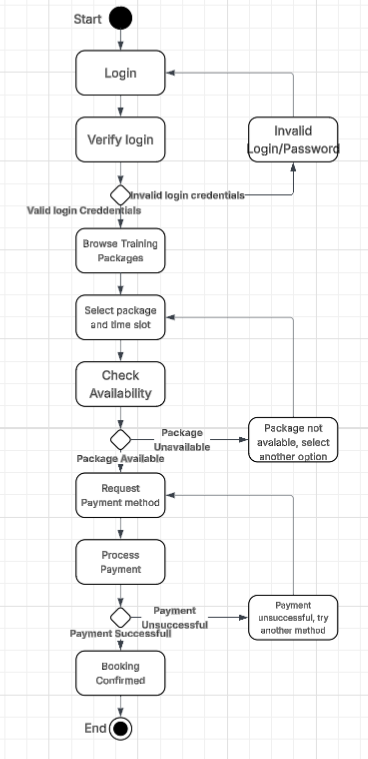 Start
Login
Verify login
Invalid
Login/Password
Invalid login credentials
Valid login Creddentials
Browse Training
Packages
Select package
and time slot
Check
Availability
Package
Unavailable
Package not
avalable, select
another option
Package Available
Request
Payment method
Process
Payment
Payment
Unsuccessful
Payment
unsuccessful, try
another method
Payment Successfull
Booking
Confirmed
End